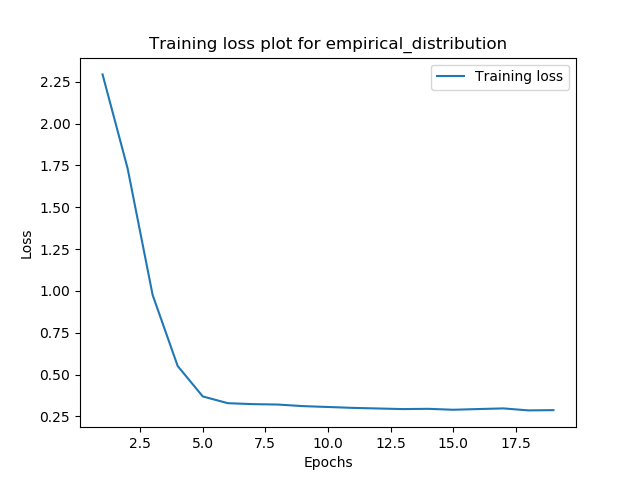 Training loss plot for empirical_distribution
Training loss
2.25
2.00
1.75
1.50
1.25
1.00
0.75
0.50
0.25
Loss
2.5 5.0 7.5 10.0 12.5 15.0 17.5
Epochs